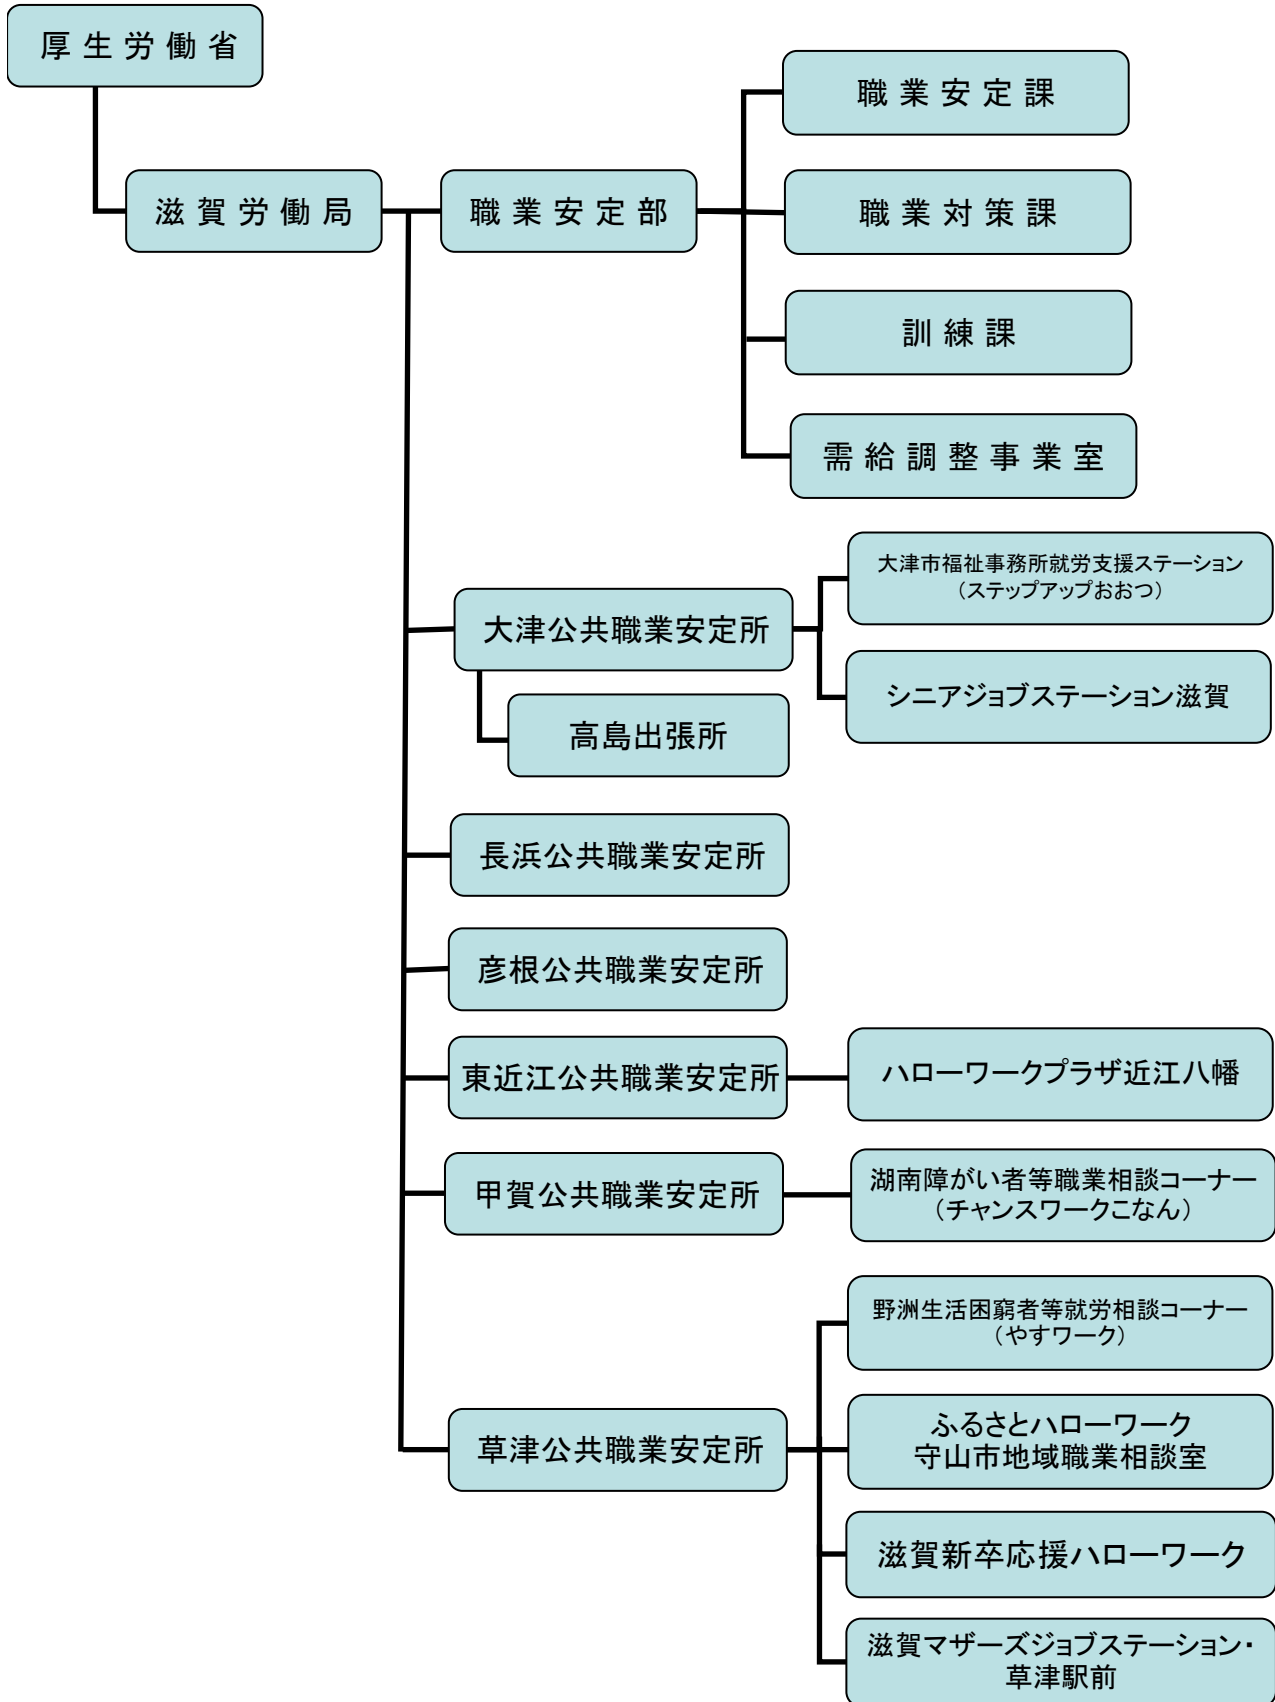 厚生労働省
滋賀労働局
職業安定部
職業安定課
職業対策課
訓練課
需給調整事業室
大津公共職業安定所
大津市福祉事務所就労支援ステーション
（ステップアップおおつ）
シニアジョブステーション滋賀
高島出張所
長浜公共職業安定所
彦根公共職業安定所
東近江公共職業安定所
ハローワークプラザ近江八幡
甲賀公共職業安定所
湖南障がい者等職業相談コーナー
（チャンスワークこなん）
草津公共職業安定所
野洲生活困窮者等就労相談コーナー
（やすワーク）
ふるさとハローワーク
守山市地域職業相談室
滋賀新卒応援ハローワーク
滋賀マザーズジョブステーション・
草津駅前